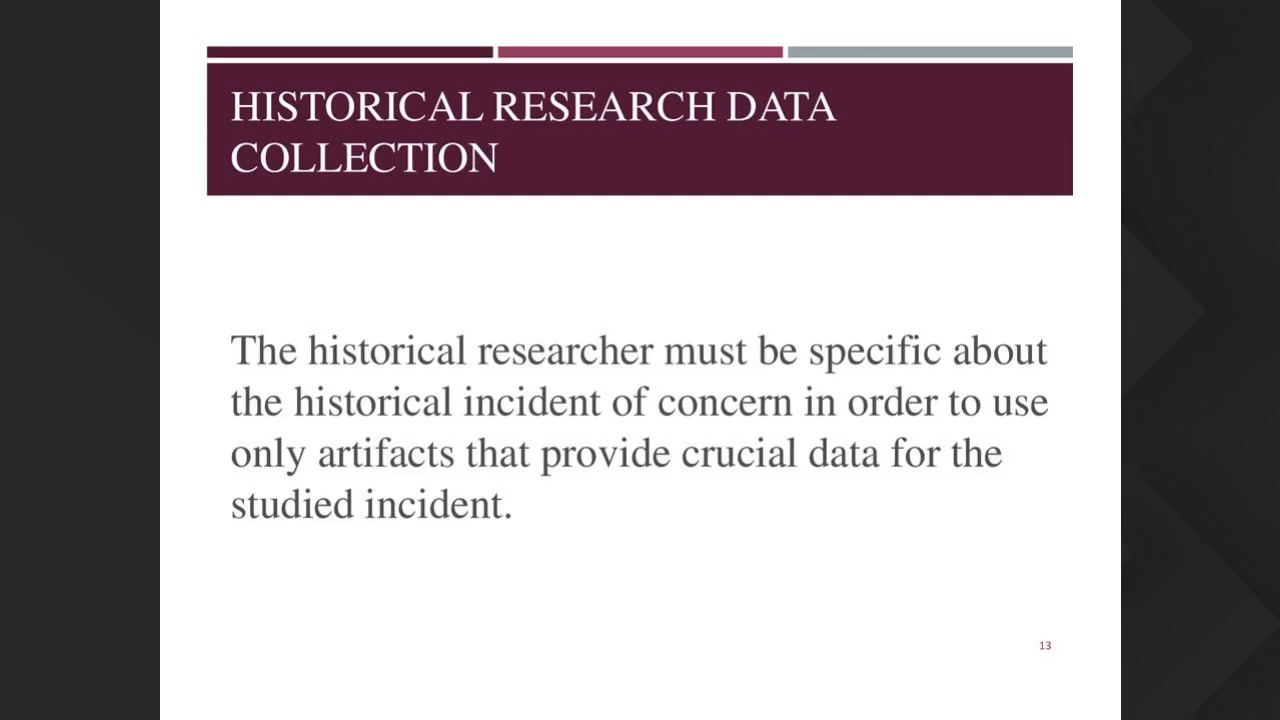 HISTORICAL RESEARCH DATA
COLLECTION
The historical researcher must be specific about
the historical incident of concern in order to use
only artifacts that provide crucial data for the
studied incident.
13